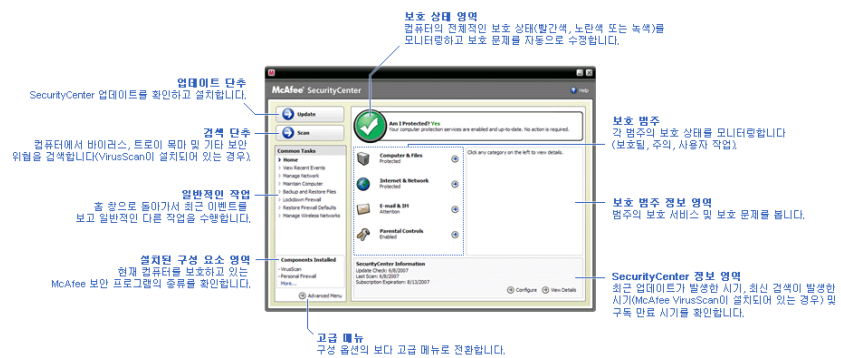 보호 상태 영역
컴퓨터의 전체적인 보호 상태(빨간색, 노란색 또는 녹색)를
모니터링하고 보호 문제를 자동으로 수정합니다.
업데이트 단추
SecurityCenter 업데이트를 확인하고 설치합니다.
검색 단추
컴퓨터에서 바이러스, 트로이 목마 및 기타 보안
위협을 검색합니다(VirusScan이 설치되어 있는 경우).
일반적인 작업
홈 창으로 돌아가서 최근 이벤트를
보고 일반적인 다른 작업을 수행합니다.
설치된 구성 요소 영역
현재 컴퓨터를 보호하고 있는
McAfee 보안 프로그램의 종류를 확인합니다.
McAfee® SecurityCenter
Help
Update
Scan
Common Tasks
Home
View Recent Events
Manage Network
Maintain Computer
Backup and Restore Files
Lockdown Firewall
Restore Firewall Defaults
Manage Wireless Networks
Components Installed
- VirusScan
- Personal Firewall
More...
Advanced Menu
Am I Protected? Yes
Your computer protection services are enabled and up-to-date. No action is required.
Computer & Files
Protected
Internet & Network
Protected
E-mail & IM
Attention
Parental Controls
Enabled
Click any category on the left to view details.
SecurityCenter Information
Update Check: 6/8/2007
Last Scan: 6/8/2007
Subscription Expiration: 8/13/2007
Configure
View Details
보호 범주
각 범주의 보호 상태를 모니터링합니다
(보호됨, 주의, 사용자 작업).
보호 범주 정보 영역
범주의 보호 서비스 및 보호 문제를 봅니다.
SecurityCenter 정보 영역
최근 업데이트가 발생한 시기, 최신 검색이 발생한
시기(McAfee VirusScan이 설치되어 있는 경우) 및
구독 만료 시기를 확인합니다.
고급 메뉴
구성 옵션의 보다 고급 메뉴로 전환합니다.